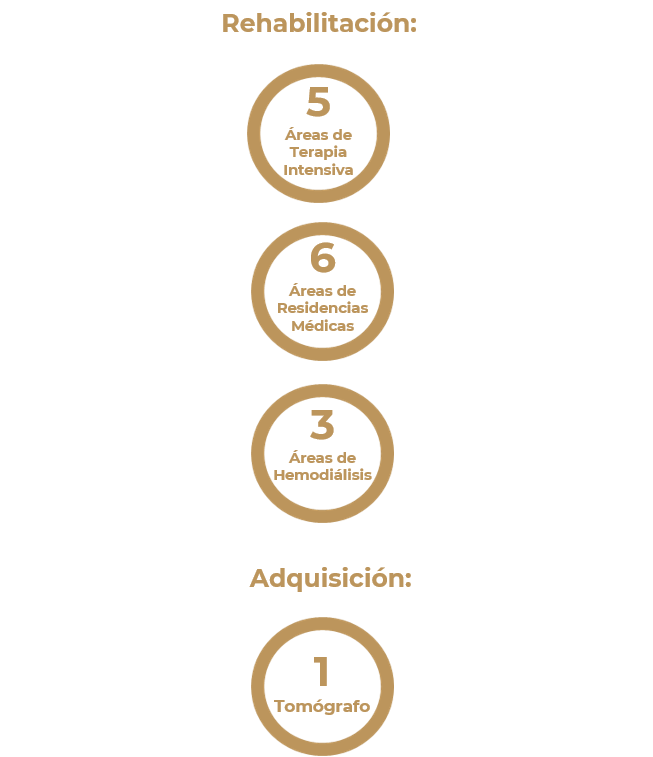 Rehabilitación:
5
Áreas de
Terapia
Intensiva
6
Áreas de
Residencias
Médicas
3
Áreas de
Hemodiálisis
Adquisición:
1
Tomógrafo